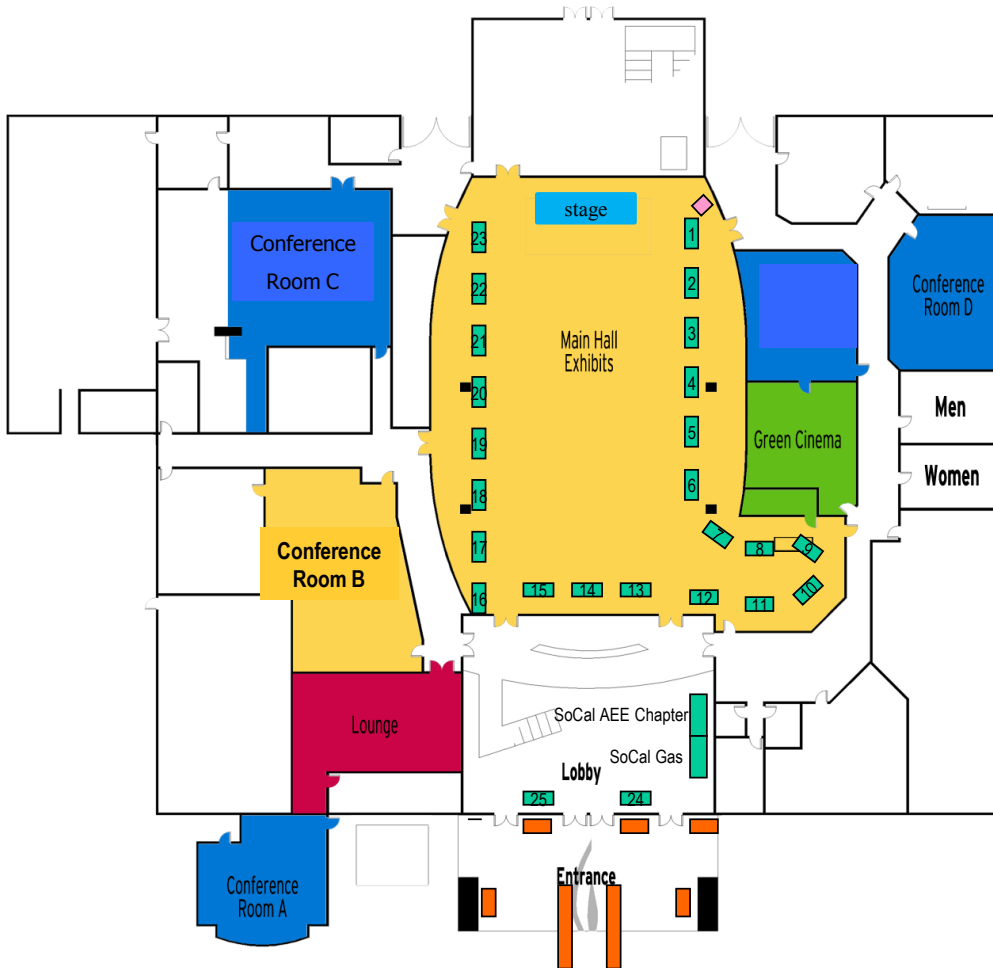 stage
23
1
Conference
Room C
22
2
Conference
Room D
21
3
Main Hall
Exhibits
20
4
Men
19
5
Green Cinema
18
6
Women
17
7
8
9
Conference
Room B
16
15
14
13
12
11
10
SoCal AEE Chapter
Lounge
SoCal Gas
Lobby
25
24
Entrance
Conference
Room A